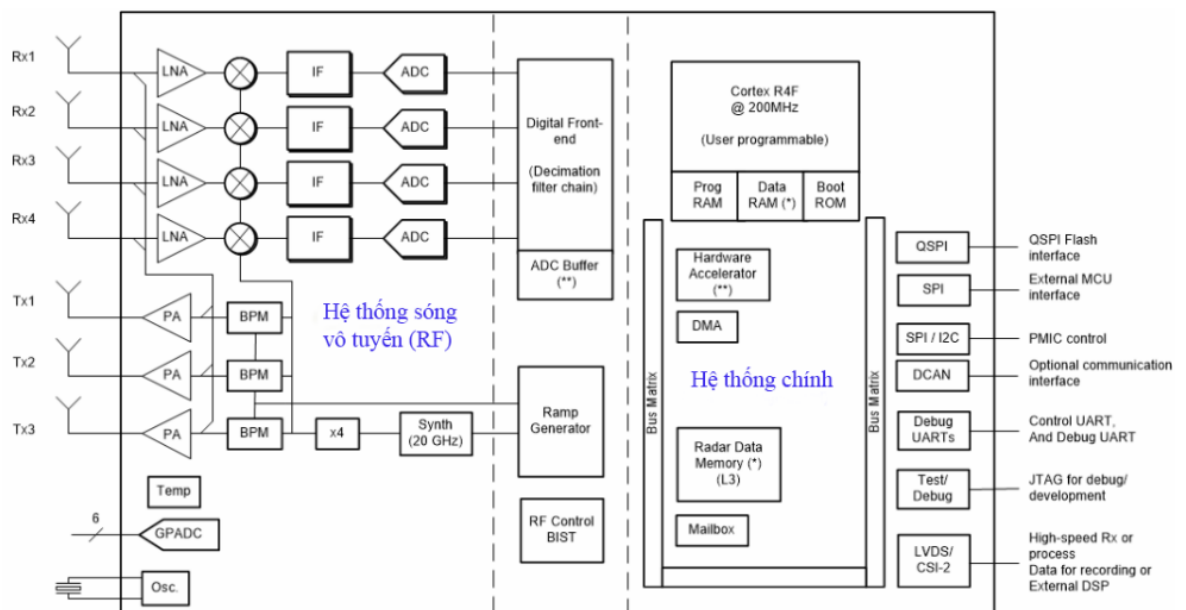 Rx1
LNA
IF
ADC
Rx2
LNA
IF
ADC
Rx3
LNA
IF
ADC
Rx4
LNA
IF
ADC
Digital Front-
end
(Decimation
filter chain)
ADC Buffer
(**)
Tx1
PA
BPM
Tx2
PA
BPM
Tx3
PA
BPM
x4
Synth
(20 GHz)
Hệ thống sóng
vô tuyến (RF)
Ramp
Generator
Temp
6
GPADC
Osc.
RF Control
BIST
Cortex R4F
@ 200MHz
(User programmable)
Prog
RAM
Data
RAM (*)
Boot
ROM
Hardware
Accelerator
(**)
DMA
Hệ thống chính
Radar Data
Memory (*)
(L3)
Mailbox
Bus Matrix
Bus Matrix
QSPI
QSPI Flash
interface
SPI
External MCU
interface
SPI / I2C
PMIC control
DCAN
Optional communication
interface
Debug
UARTs
Control UART,
And Debug UART
Test/
Debug
JTAG for debug/
development
LVDS/
CSI-2
High-speed Rx or
process
Data for recording or
External DSP